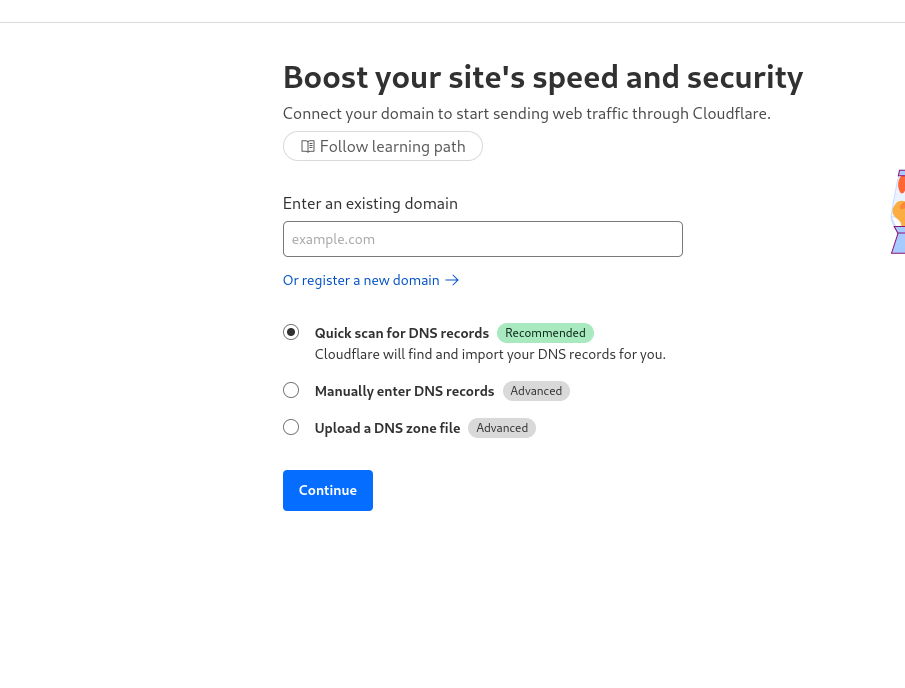 Boost your site's speed and security
Connect your domain to start sending web traffic through Cloudflare.
Follow learning path
Enter an existing domain
example.com
Or register a new domain →
Quick scan for DNS records Recommended
Cloudflare will find and import your DNS records for you.
Manually enter DNS records Advanced
Upload a DNS zone file Advanced
Continue